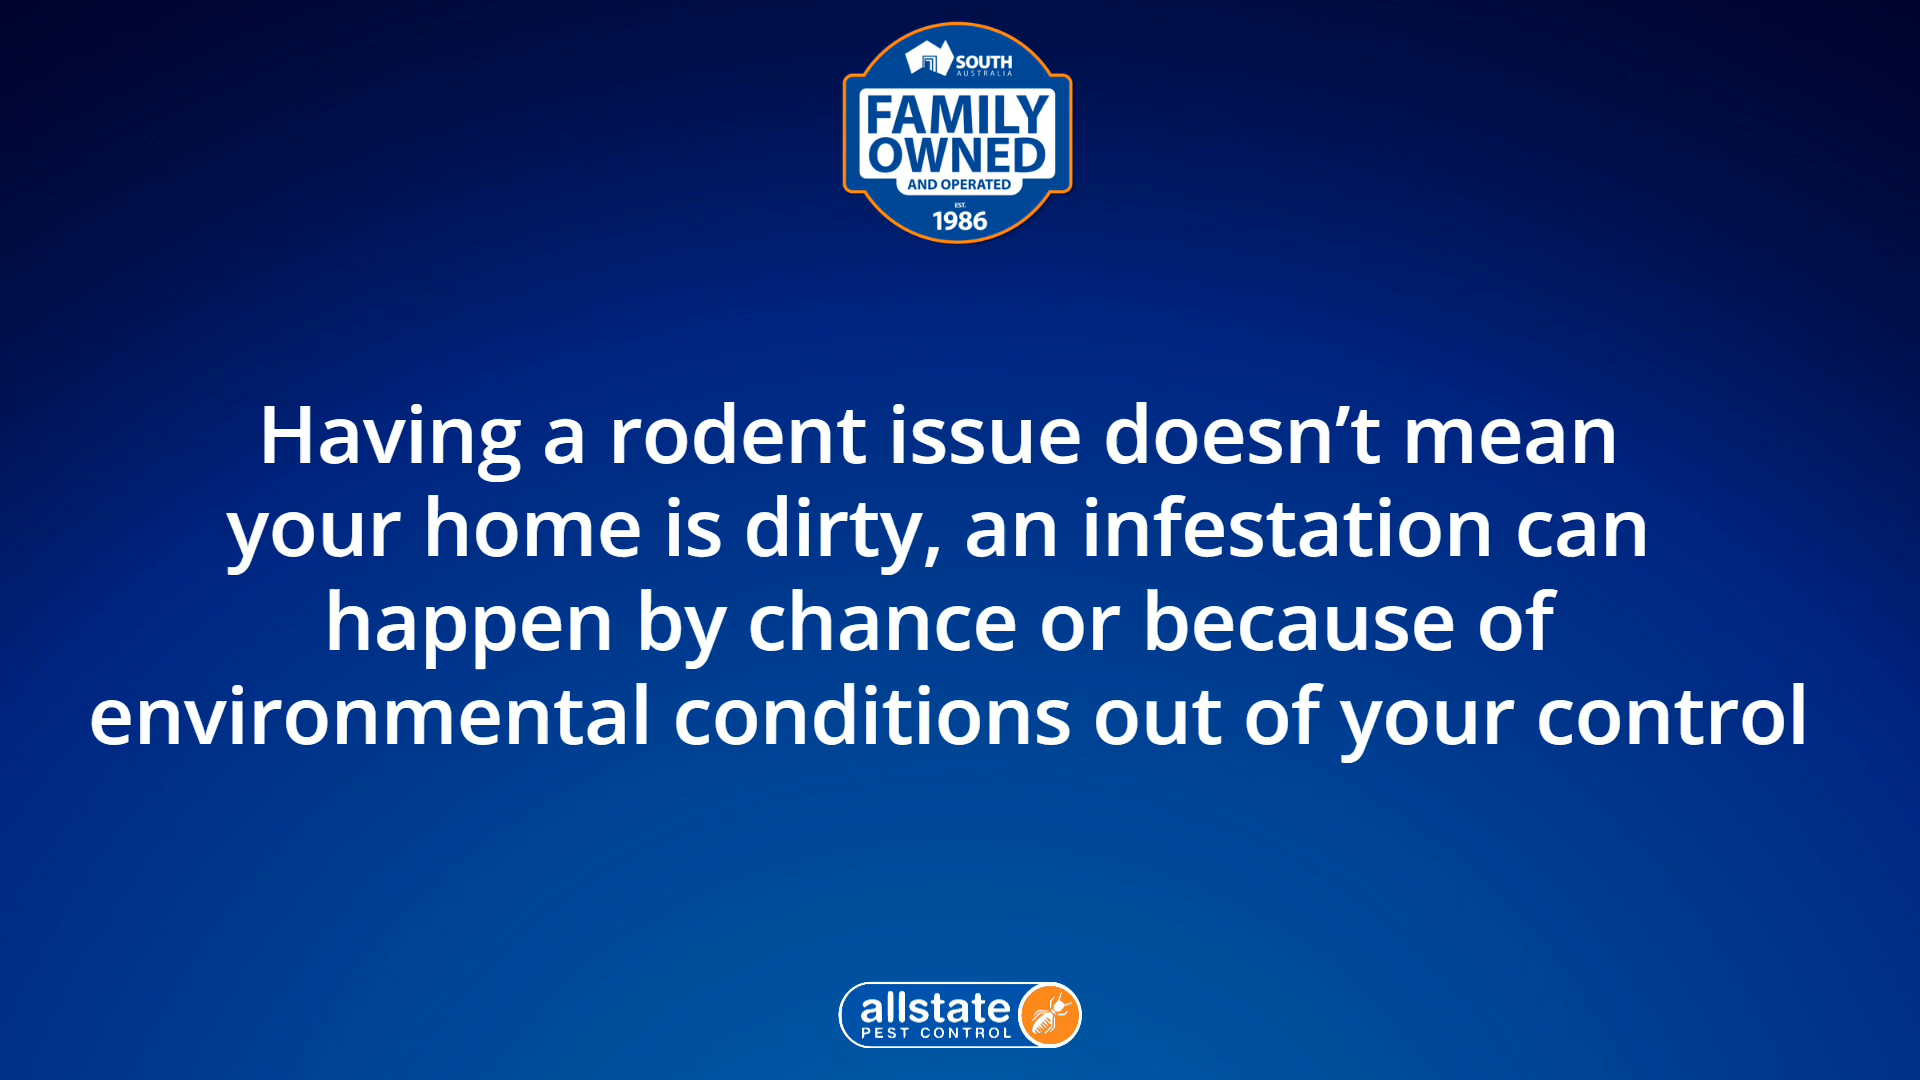 SOUTH
AUSTRALIA
FAMILY
OWNED
AND OPERATED
EST.
1986
Having a rodent issue doesn’t mean
your home is dirty, an infestation can
happen by chance or because of
environmental conditions out of your control
allstate
PEST CONTROL